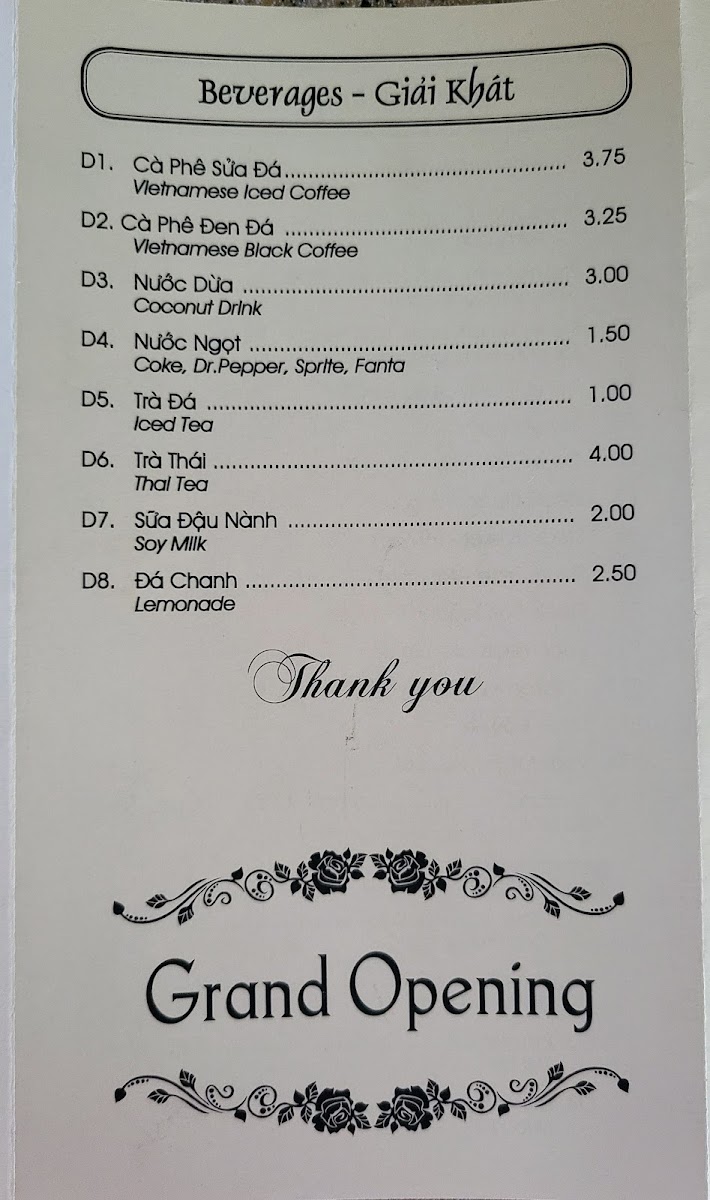 Beverages - Giải Khát
D1. Cà Phê Sửa Đá.................................................. 3.75
Vietnamese Iced Coffee
D2. Cà Phê Đen Đá .................................................. 3.25
Vietnamese Black Coffee
D3. Nước Dừa .......................................................... 3.00
Coconut Drink
D4. Nước Ngọt ......................................................... 1.50
Coke, Dr.Pepper, Sprite, Fanta
D5. Trà Đá ................................................................. 1.00
Iced Tea
D6. Trà Thái ................................................................ 4.00
Thai Tea
D7. Sữa Đậu Nành ................................................... 2.00
Soy Milk
D8. Đá Chanh ........................................................... 2.50
Lemonade
Thank you
Grand Opening